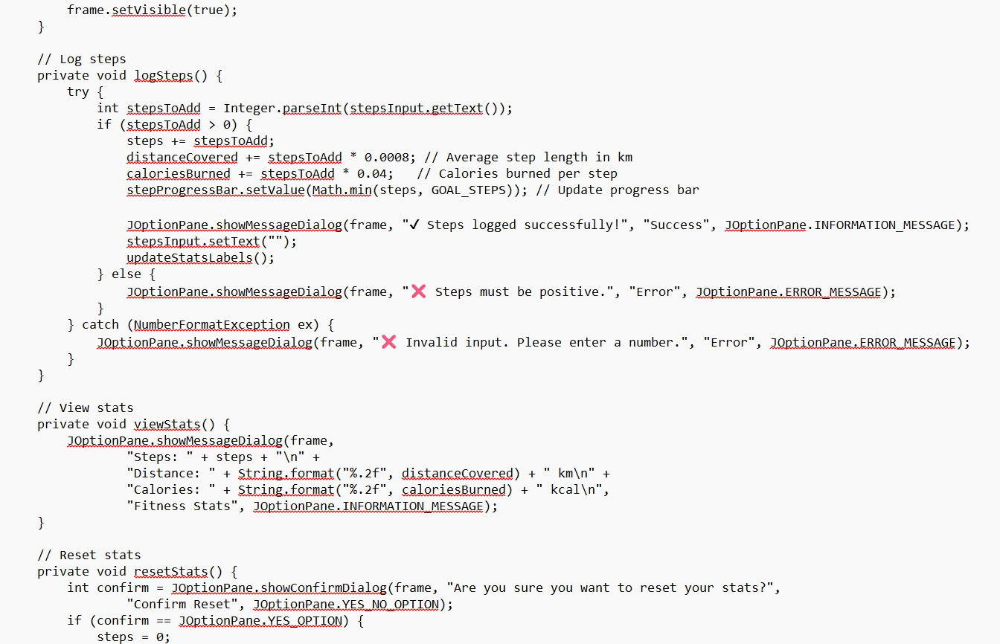 frame.setVisible(true);
}
// Log steps
private void logSteps() {
try {
int stepsToAdd = Integer.parseInt(stepsInput.getText());
if (stepsToAdd > 0) {
steps += stepsToAdd;
distanceCovered += stepsToAdd * 0.0008; // Average step length in km
caloriesBurned += stepsToAdd * 0.04;   // Calories burned per step
stepProgressBar.setValue(Math.min(steps, GOAL_STEPS)); // Update progress bar
JOptionPane.showMessageDialog(frame, "✔ Steps logged successfully!", "Success", JOptionPane.INFORMATION_MESSAGE);
stepsInput.setText("");
updateStatsLabels();
} else {
JOptionPane.showMessageDialog(frame, "❌ Steps must be positive.", "Error", JOptionPane.ERROR_MESSAGE);
}
} catch (NumberFormatException ex) {
JOptionPane.showMessageDialog(frame, "❌ Invalid input. Please enter a number.", "Error", JOptionPane.ERROR_MESSAGE);
}
}
// View stats
private void viewStats() {
JOptionPane.showMessageDialog(frame,
"Steps: " + steps + "\n" +
"Distance: " + String.format("%.2f", distanceCovered) + " km\n" +
"Calories: " + String.format("%.2f", caloriesBurned) + " kcal\n",
"Fitness Stats", JOptionPane.INFORMATION_MESSAGE);
}
// Reset stats
private void resetStats() {
int confirm = JOptionPane.showConfirmDialog(frame, "Are you sure you want to reset your stats?",
"Confirm Reset", JOptionPane.YES_NO_OPTION);
if (confirm == JOptionPane.YES_OPTION) {
steps = 0;